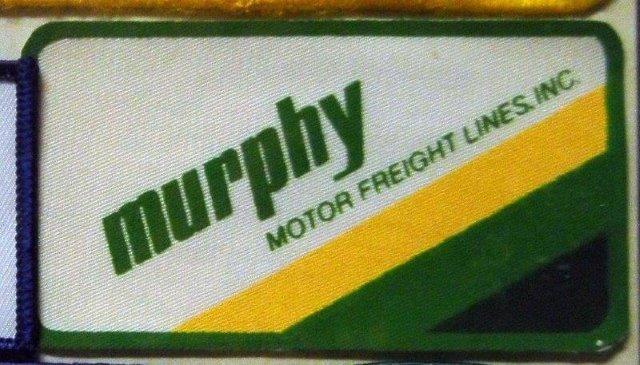 murphy
MOTOR FREIGHT LINES, INC.